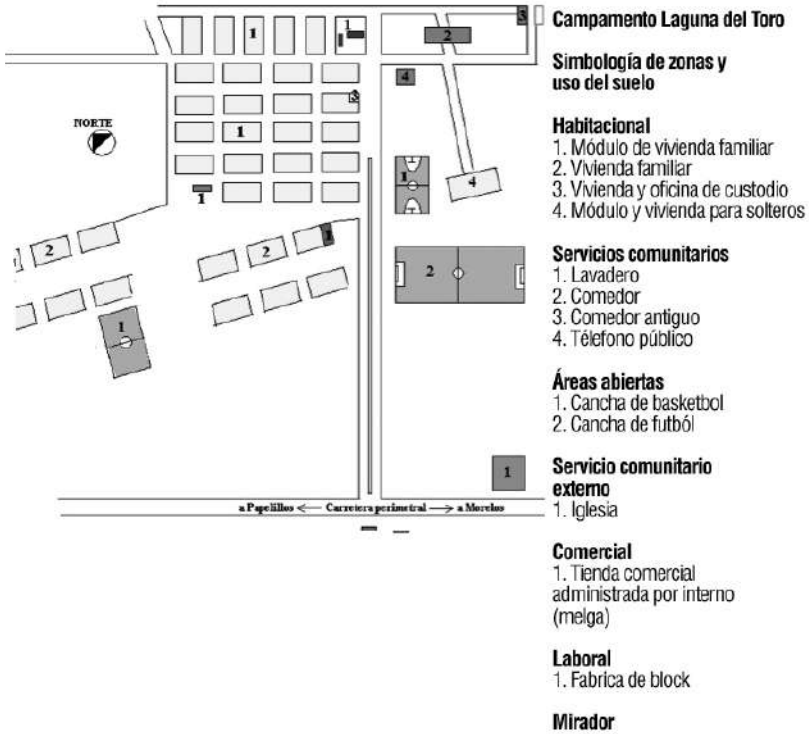 1
1
2
3
Campamento Laguna del Toro
4
3
1
1
4
1
NORTE
2
2
1
2
1
1
a Papelillos Carretera perimetral a Morelos
Simbología de zonas y
uso del suelo
Habitacional
1. Módulo de vivienda familiar
2. Vivienda familiar
3. Vivienda y oficina de custodio
4. Módulo y vivienda para solteros
Servicios comunitarios
1. Lavadero
2. Comedor
3. Comedor antiguo
4. Télefono público
Áreas abiertas
1. Cancha de basketbol
2. Cancha de futból
Servicio comunitario
externo
1. Iglesia
Comercial
1. Tienda comercial
administrada por interno
(melga)
Laboral
1. Fabrica de block
Mirador